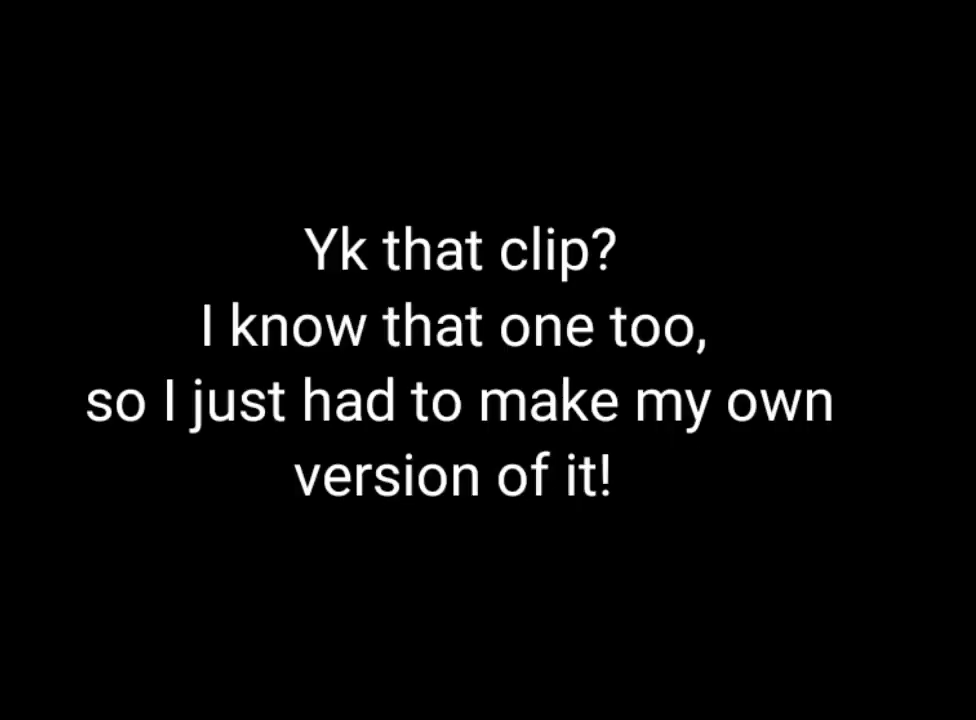 Yk that clip?
I know that one too,
so I just had to make my own
version of it!